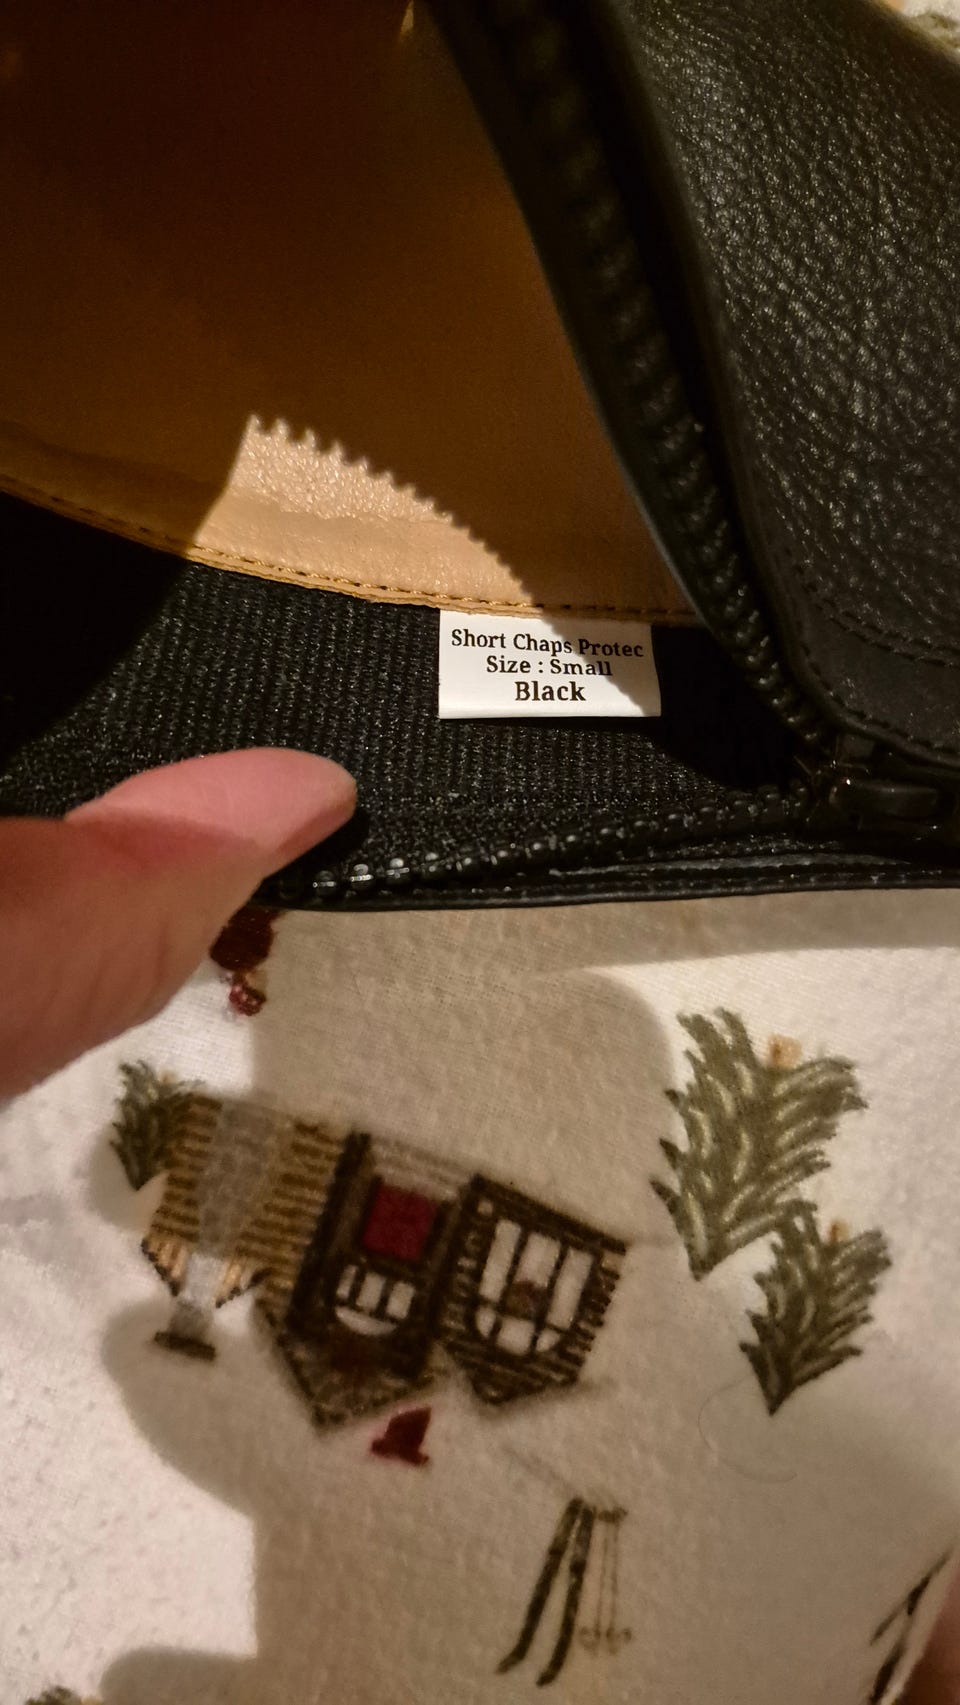 Short Chaps Protec
Size : Small
Black